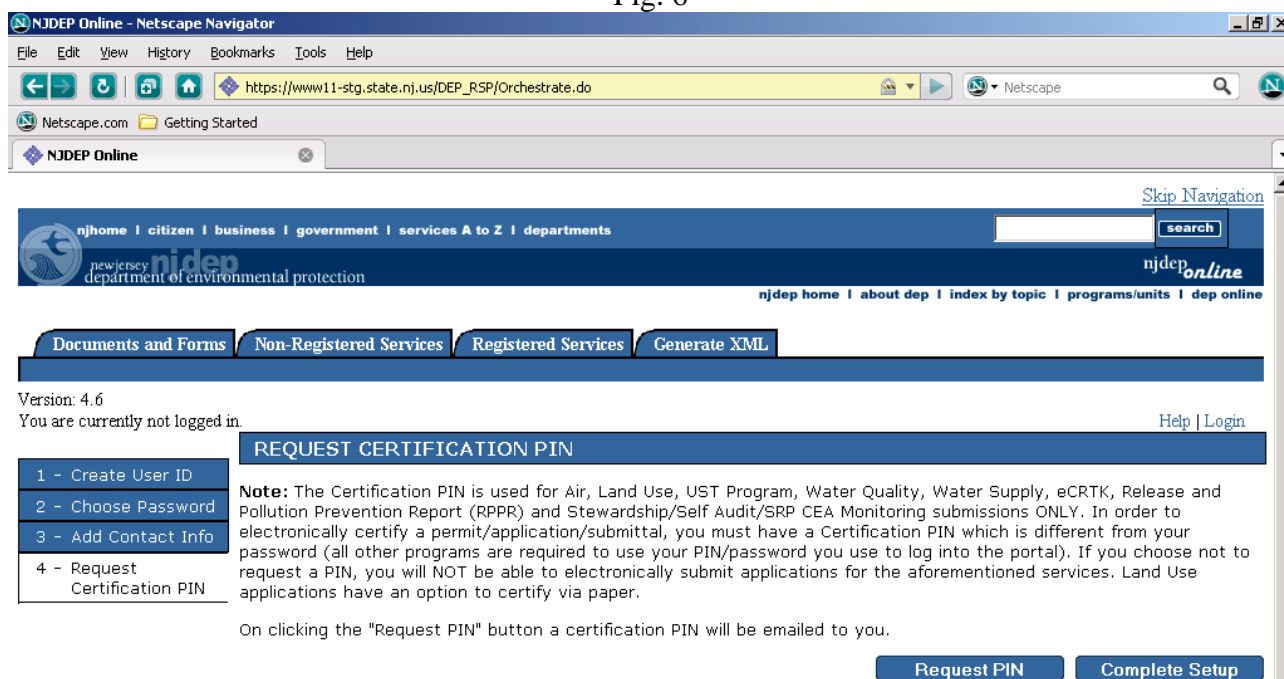 Fig. 6
NJDEP Online - Netscape Navigator
File Edit View History Bookmarks Tools Help
https://www11-stg.state.nj.us/DEP_RSP/Orchestrate.do
Netscape
Netscape.com Getting Started
NJDEP Online
Skip Navigation
njhome I citizen I business I government I services A to Z I departments
search
newjersey njdep
department of environmental protection
njdep online
njdep home I about dep I index by topic I programs/units I dep online
Documents and Forms Non-Registered Services Registered Services Generate XML
Version: 4.6
You are currently not logged in.
Help | Login
REQUEST CERTIFICATION PIN
1 - Create User ID
2 - Choose Password
3 - Add Contact Info
4 - Request
Certification PIN
Note: The Certification PIN is used for Air, Land Use, UST Program, Water Quality, Water Supply, eCRTK, Release and
Pollution Prevention Report (RPPR) and Stewardship/Self Audit/SRP CEA Monitoring submissions ONLY. In order to
electronically certify a permit/application/submittal, you must have a Certification PIN which is different from your
password (all other programs are required to use your PIN/password you use to log into the portal). If you choose not to
request a PIN, you will NOT be able to electronically submit applications for the aforementioned services. Land Use
applications have an option to certify via paper.
On clicking the "Request PIN" button a certification PIN will be emailed to you.
Request PIN Complete Setup